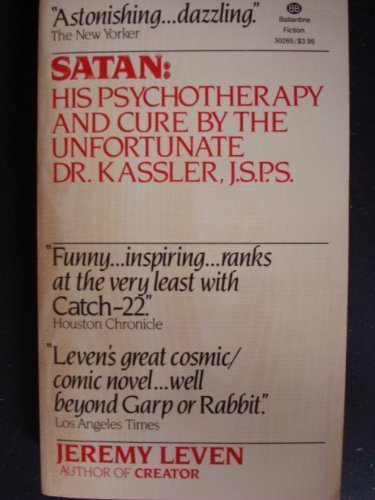 "Astonishing...dazzling."
The New Yorker
BB
Ballantine
Fiction
30265/$3.95
SATAN:
HIS PSYCHOTHERAPY
AND CURE BY THE
UNFORTUNATE
DR. KASSLER, J.S.P.S.
"Funny...inspiring...ranks
at the very least with
Catch-22."
Houston Chronicle
"Leven's great cosmic/
comic novel...well
beyond Garp or Rabbit."
Los Angeles Times
JEREMY LEVEN
AUTHOR OF CREATOR